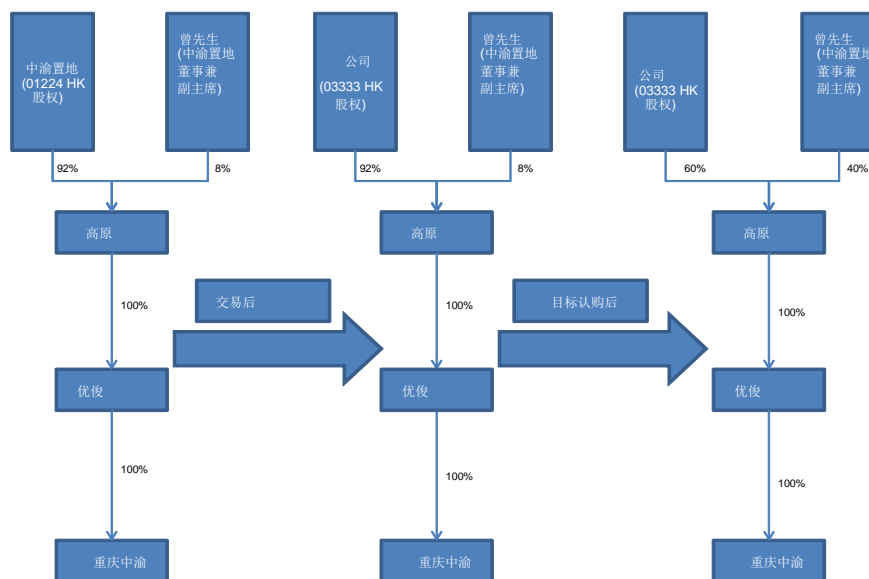 中渝置地
(01224 HK
股权)
曾先生
(中渝置地
董事兼
副主席)
公司
(03333 HK
股权)
曾先生
(中渝置地
董事兼
副主席)
公司
(03333 HK
股权)
曾先生
(中渝置地
董事兼
副主席)
92%
8%
92%
8%
60%
40%
高原
高原
高原
100%
交易后
100%
目标认购后
100%
优俊
优俊
优俊
100%
100%
100%
重庆中渝
重庆中渝
重庆中渝